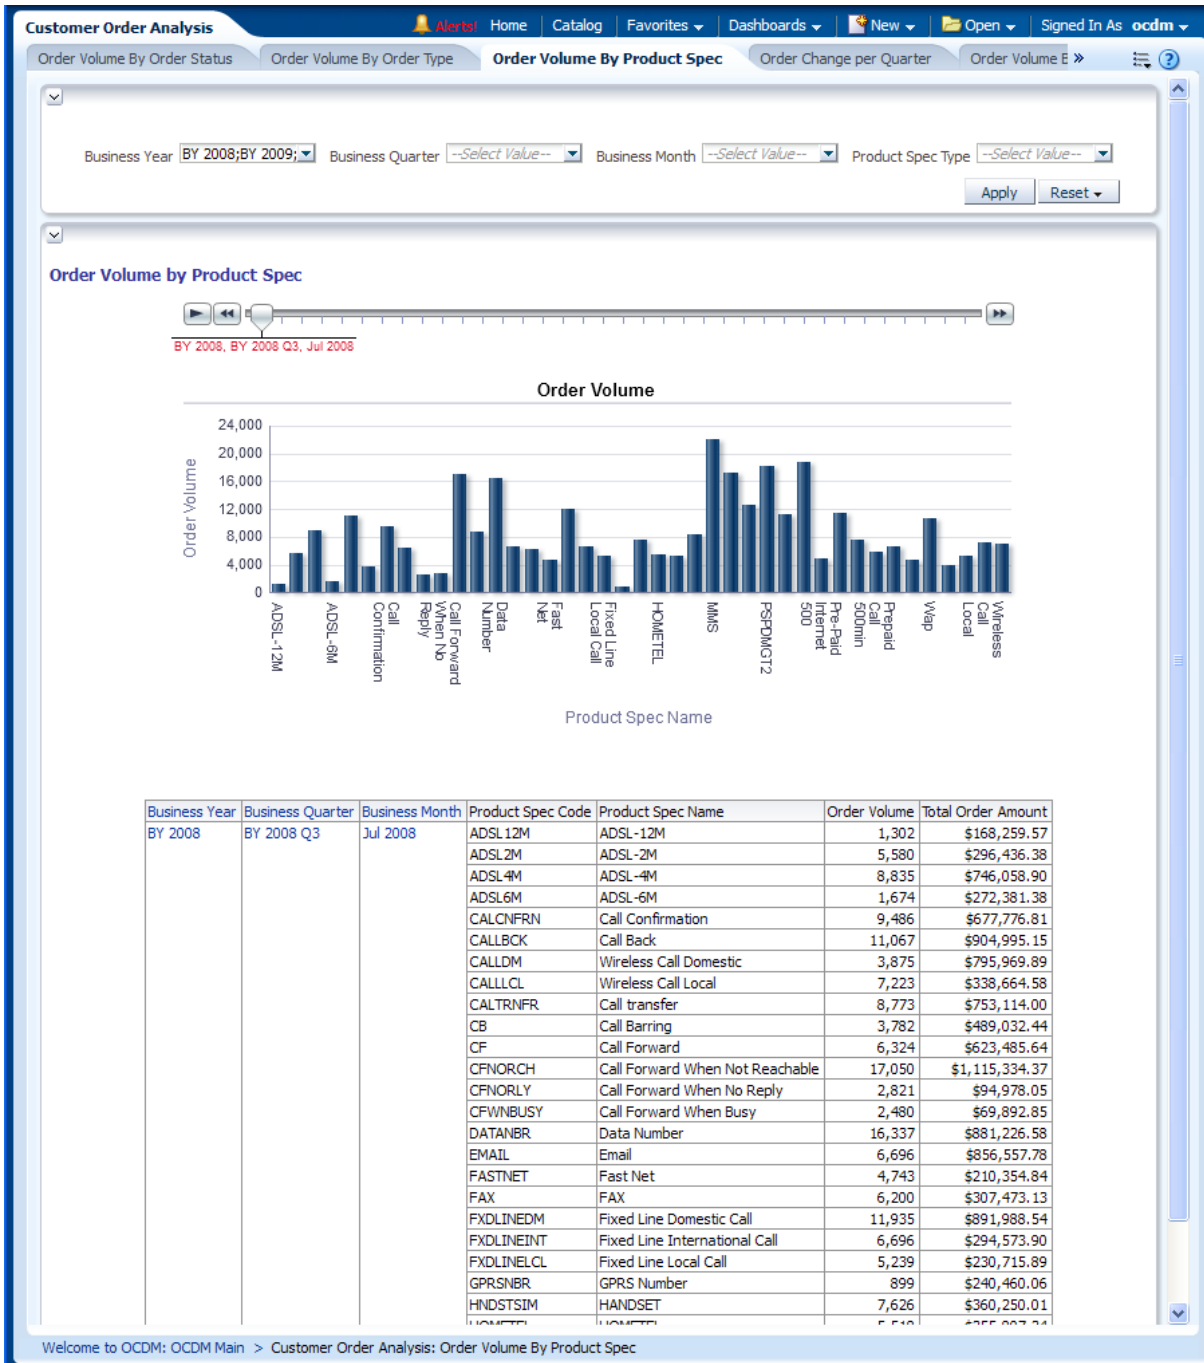 Customer Order Analysis
Alerts! Home Catalog Favorites Dashboards New Open Signed In As ocdm
Order Volume By Order Status Order Volume By Order Type Order Volume By Product Spec Order Change per Quarter Order Volume B »
Business Year BY 2008;BY 2009; Business Quarter --Select Value-- Business Month --Select Value-- Product Spec Type --Select Value--
Apply Reset
Order Volume by Product Spec
BY 2008, BY 2008 Q3, Jul 2008
Order Volume
Order Volume
24,000
20,000
16,000
12,000
8,000
4,000
0
ADSL-12M
ADSL-6M
Call Confirmation
Call Forward When No Reply
Data Number
Fast Net
Fixed Line Local Call
HOMETEL
MMS
PSPDMGT2
Pre-Paid Internet 500
Prepaid Call 500min
Wap
Wireless Call Local
Product Spec Name
Business Year Business Quarter Business Month Product Spec Code Product Spec Name Order Volume Total Order Amount
BY 2008 BY 2008 Q3 Jul 2008 ADSL12M ADSL-12M 1,302 $168,259.57
ADSL2M ADSL-2M 5,580 $296,436.38
ADSL4M ADSL-4M 8,835 $746,058.90
ADSL6M ADSL-6M 1,674 $272,381.38
CALCNFRN Call Confirmation 9,486 $677,776.81
CALLBCK Call Back 11,067 $904,995.15
CALLDM Wireless Call Domestic 3,875 $795,969.89
CALLLCL Wireless Call Local 7,223 $338,664.58
CALTRNFR Call transfer 8,773 $753,114.00
CB Call Barring 3,782 $489,032.44
CF Call Forward 6,324 $623,485.64
CFNORCH Call Forward When Not Reachable 17,050 $1,115,334.37
CFNORLY Call Forward When No Reply 2,821 $94,978.05
CFWNBUSY Call Forward When Busy 2,480 $69,892.85
DATANBR Data Number 16,337 $881,226.58
EMAIL Email 6,696 $856,557.78
FASTNET Fast Net 4,743 $210,354.84
FAX FAX 6,200 $307,473.13
FXDLINEDM Fixed Line Domestic Call 11,935 $891,988.54
FXDLINEINT Fixed Line International Call 6,696 $294,573.90
FXDLINELCL Fixed Line Local Call 5,239 $230,715.89
GPRSNBR GPRS Number 899 $240,460.06
HNDSTSIM HANDSET 7,626 $360,250.01
HOMETEL HOMETEL
Welcome to OCDM: OCDM Main > Customer Order Analysis: Order Volume By Product Spec